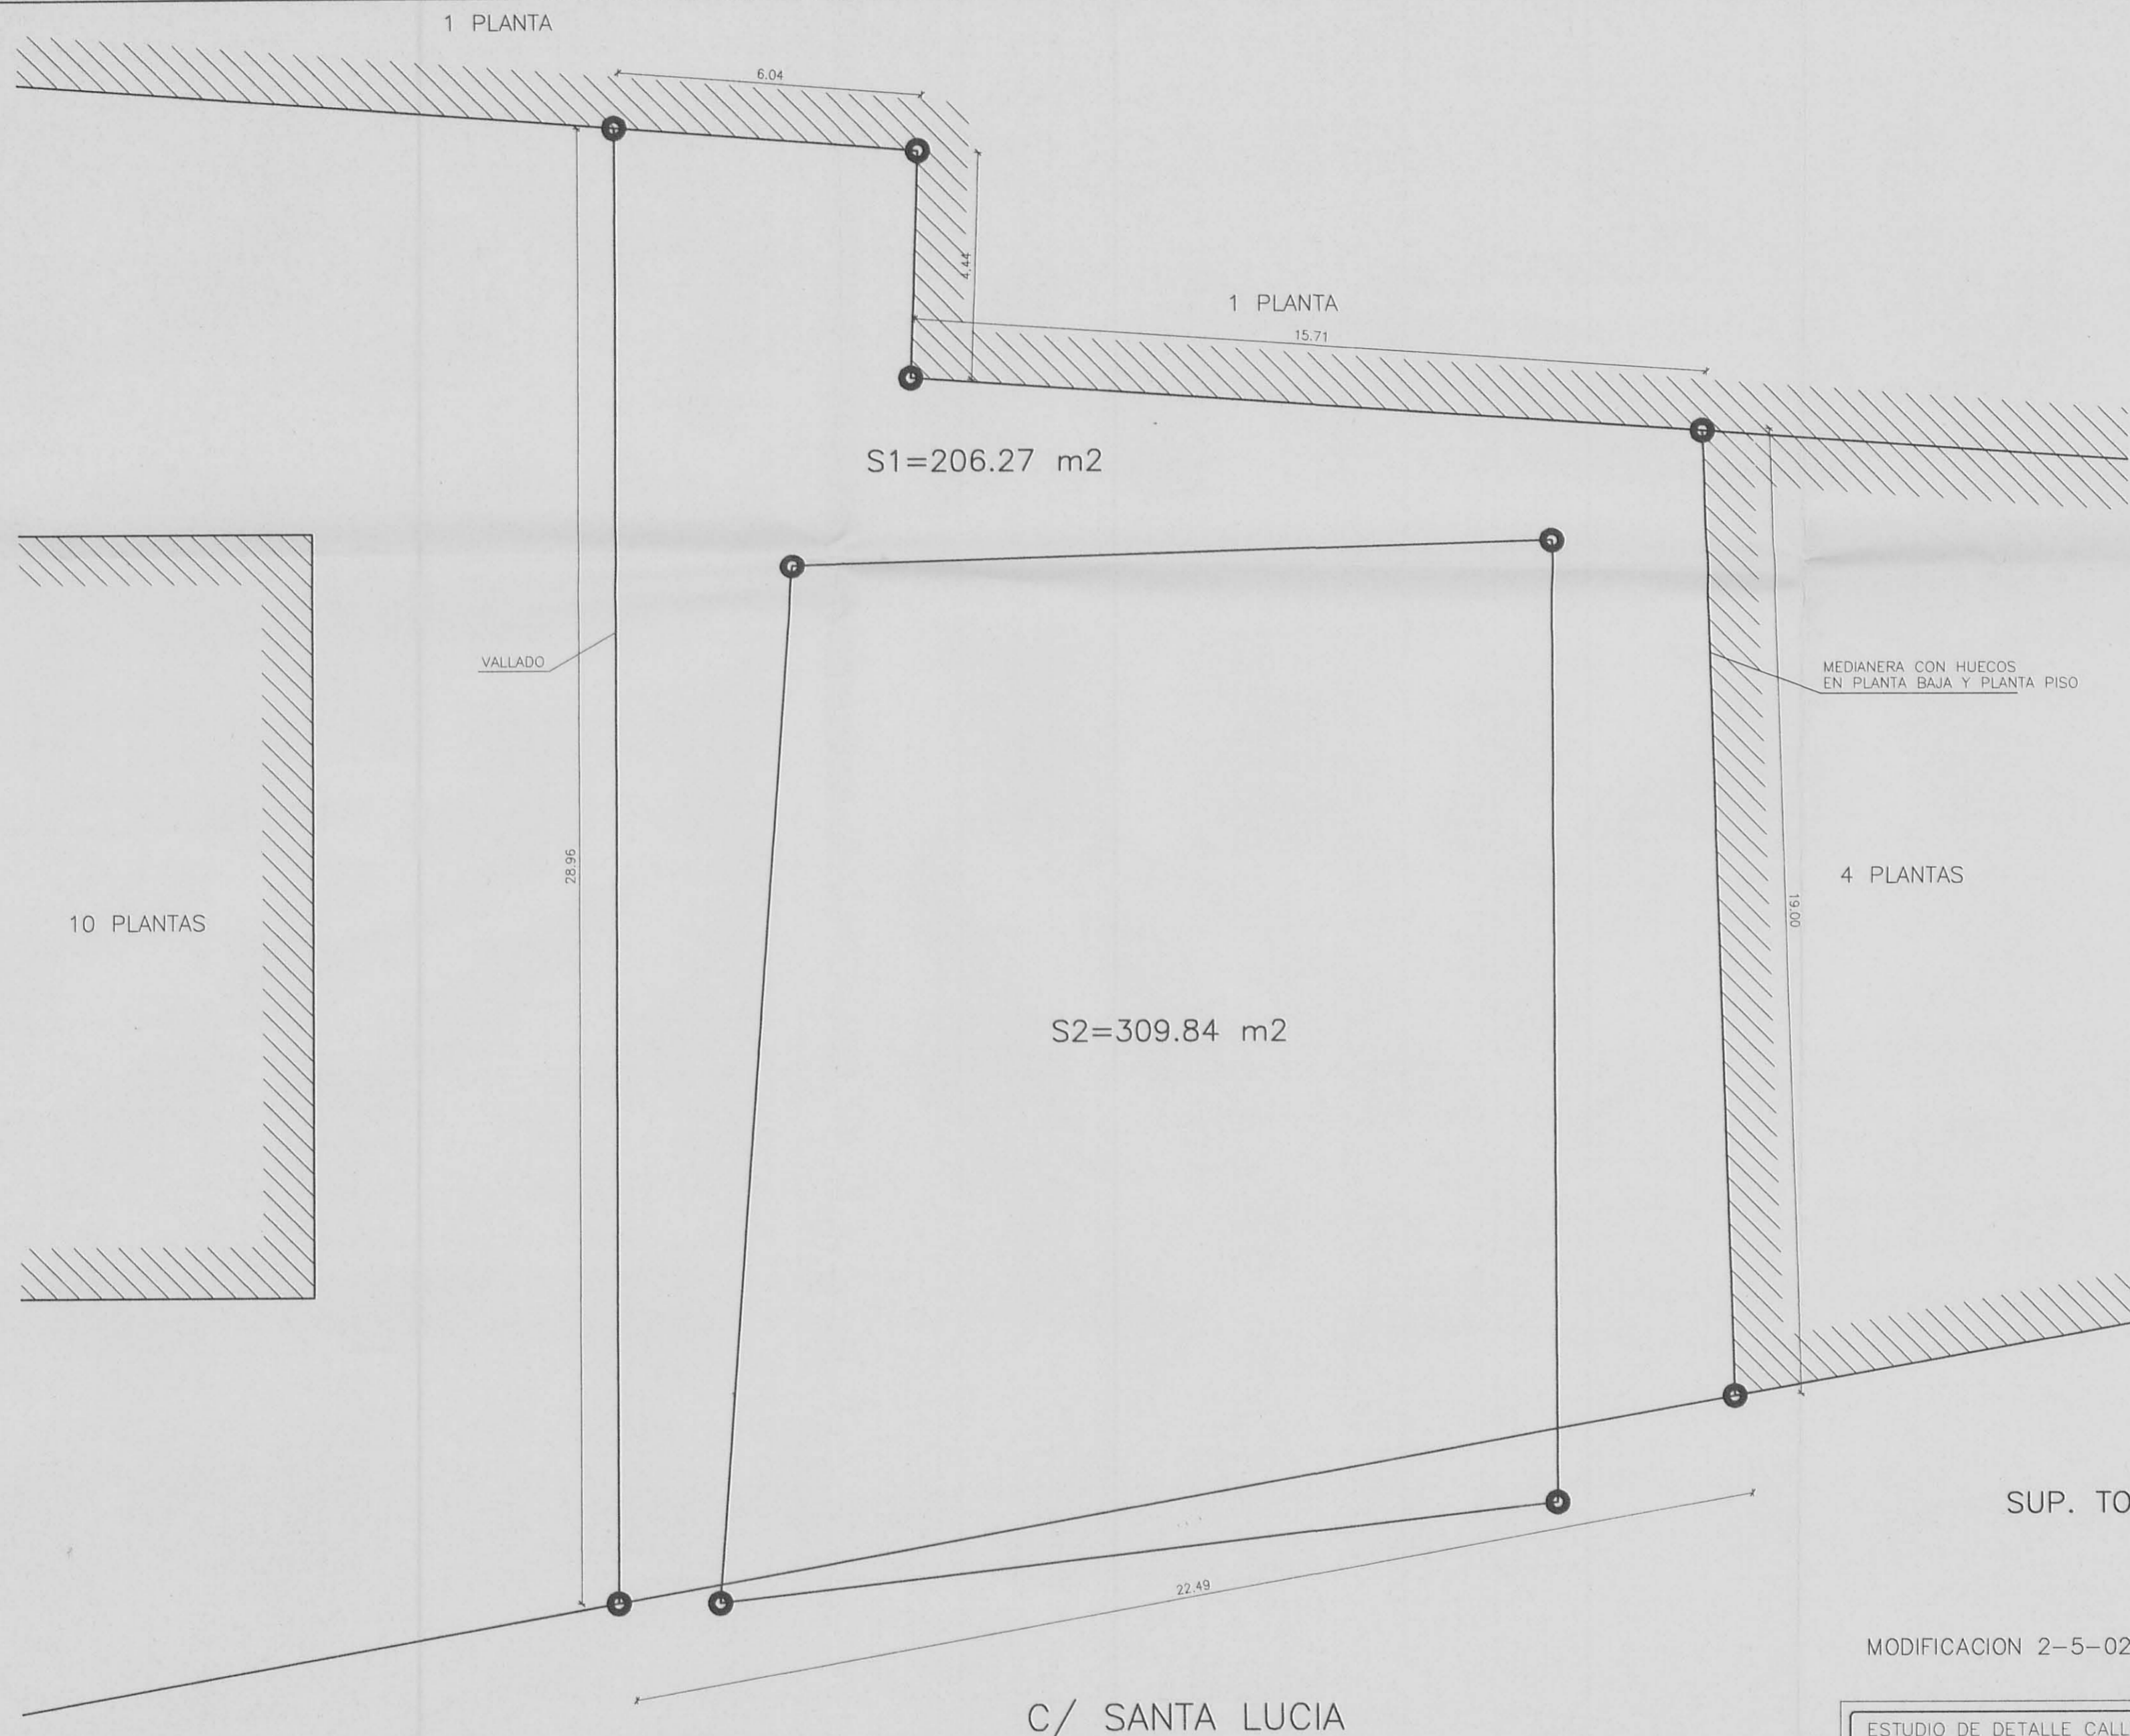 1 PLANTA
6.04
4.44
1 PLANTA
15.71
S1=206.27 m2
VALLADO
MEDIANERA CON HUECOS
EN PLANTA BAJA Y PLANTA PISO
28.96
4 PLANTAS
19.00
10 PLANTAS
S2=309.84 m2
SUP. TO
22.49
MODIFICACION 2-5-02
C/ SANTA LUCIA
ESTUDIO DE DETALLE CALL